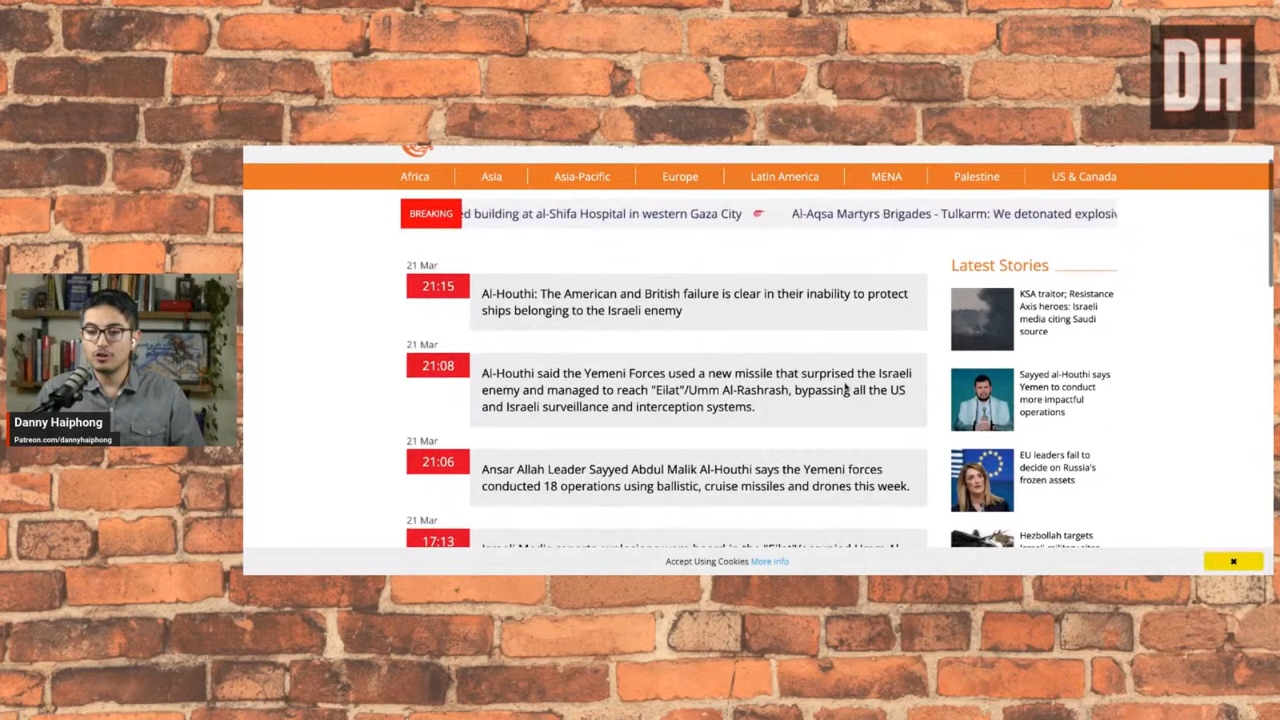 DH
Africa
Asia
Asia-Pacific
Europe
Latin America
MENA
Palestine
US & Canada
BREAKING
ed building at al-Shifa Hospital in western Gaza City
Al-Aqsa Martyrs Brigades - Tulkarm: We detonated explosiv
21 Mar
21:15
Al-Houthi: The American and British failure is clear in their inability to protect
ships belonging to the Israeli enemy
21 Mar
21:08
Al-Houthi said the Yemeni Forces used a new missile that surprised the Israeli
enemy and managed to reach "Eilat"/Umm Al-Rashrash, bypassing all the US
and Israeli surveillance and interception systems.
21 Mar
21:06
Ansar Allah Leader Sayyed Abdul Malik Al-Houthi says the Yemeni forces
conducted 18 operations using ballistic, cruise missiles and drones this week.
21 Mar
17:13
Latest Stories
KSA traitor; Resistance
Axis heroes: Israeli
media citing Saudi
source
Sayyed al-Houthi says
Yemen to conduct
more impactful
operations
EU leaders fail to
decide on Russia's
frozen assets
Hezbollah targets
Accept Using Cookies More info
Danny Haiphong
Patreon.com/dannyhaiphong